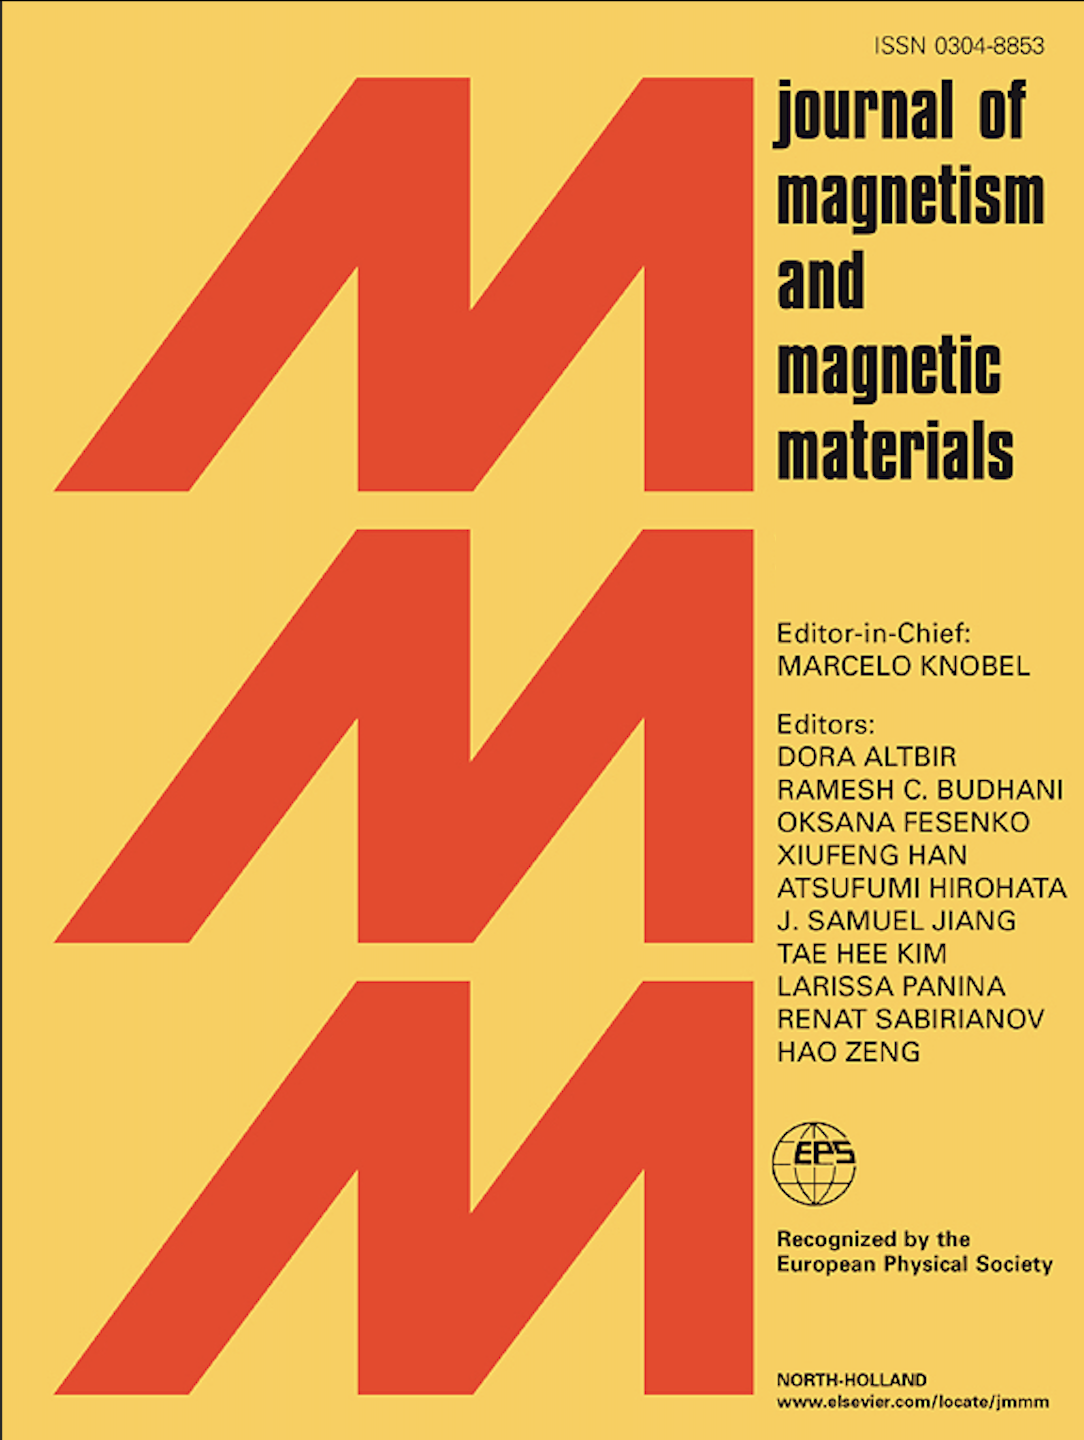 ISSN 0304-8853
journal of
magnetism
and
magnetic
materials
MMM
Editor-in-Chief:
MARCELO KNOBEL
Editors:
DORA ALTBIR
RAMESH C. BUDHANI
OKSANA FESENKO
XIUFENG HAN
ATSUFUMI HIROHATA
J. SAMUEL JIANG
TAE HEE KIM
LARISSA PANINA
RENAT SABIRIANOV
HAO ZENG
EPS
Recognized by the
European Physical Society
NORTH-HOLLAND
www.elsevier.com/locate/jmmm